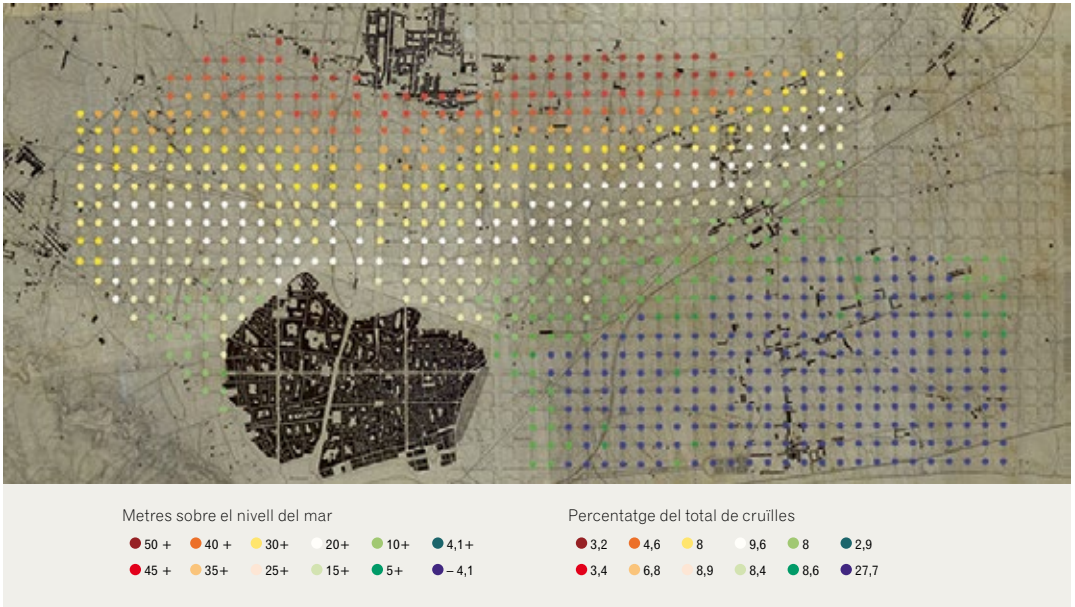 Metres sobre el nivell del mar
50 + 40 + 30+ 20+ 10+ 4,1+
45 + 35+ 25+ 15+ 5+ – 4,1
Percentatge del total de cruïlles
3,2 4,6 8 9,6 8 2,9
3,4 6,8 8,9 8,4 8,6 27,7